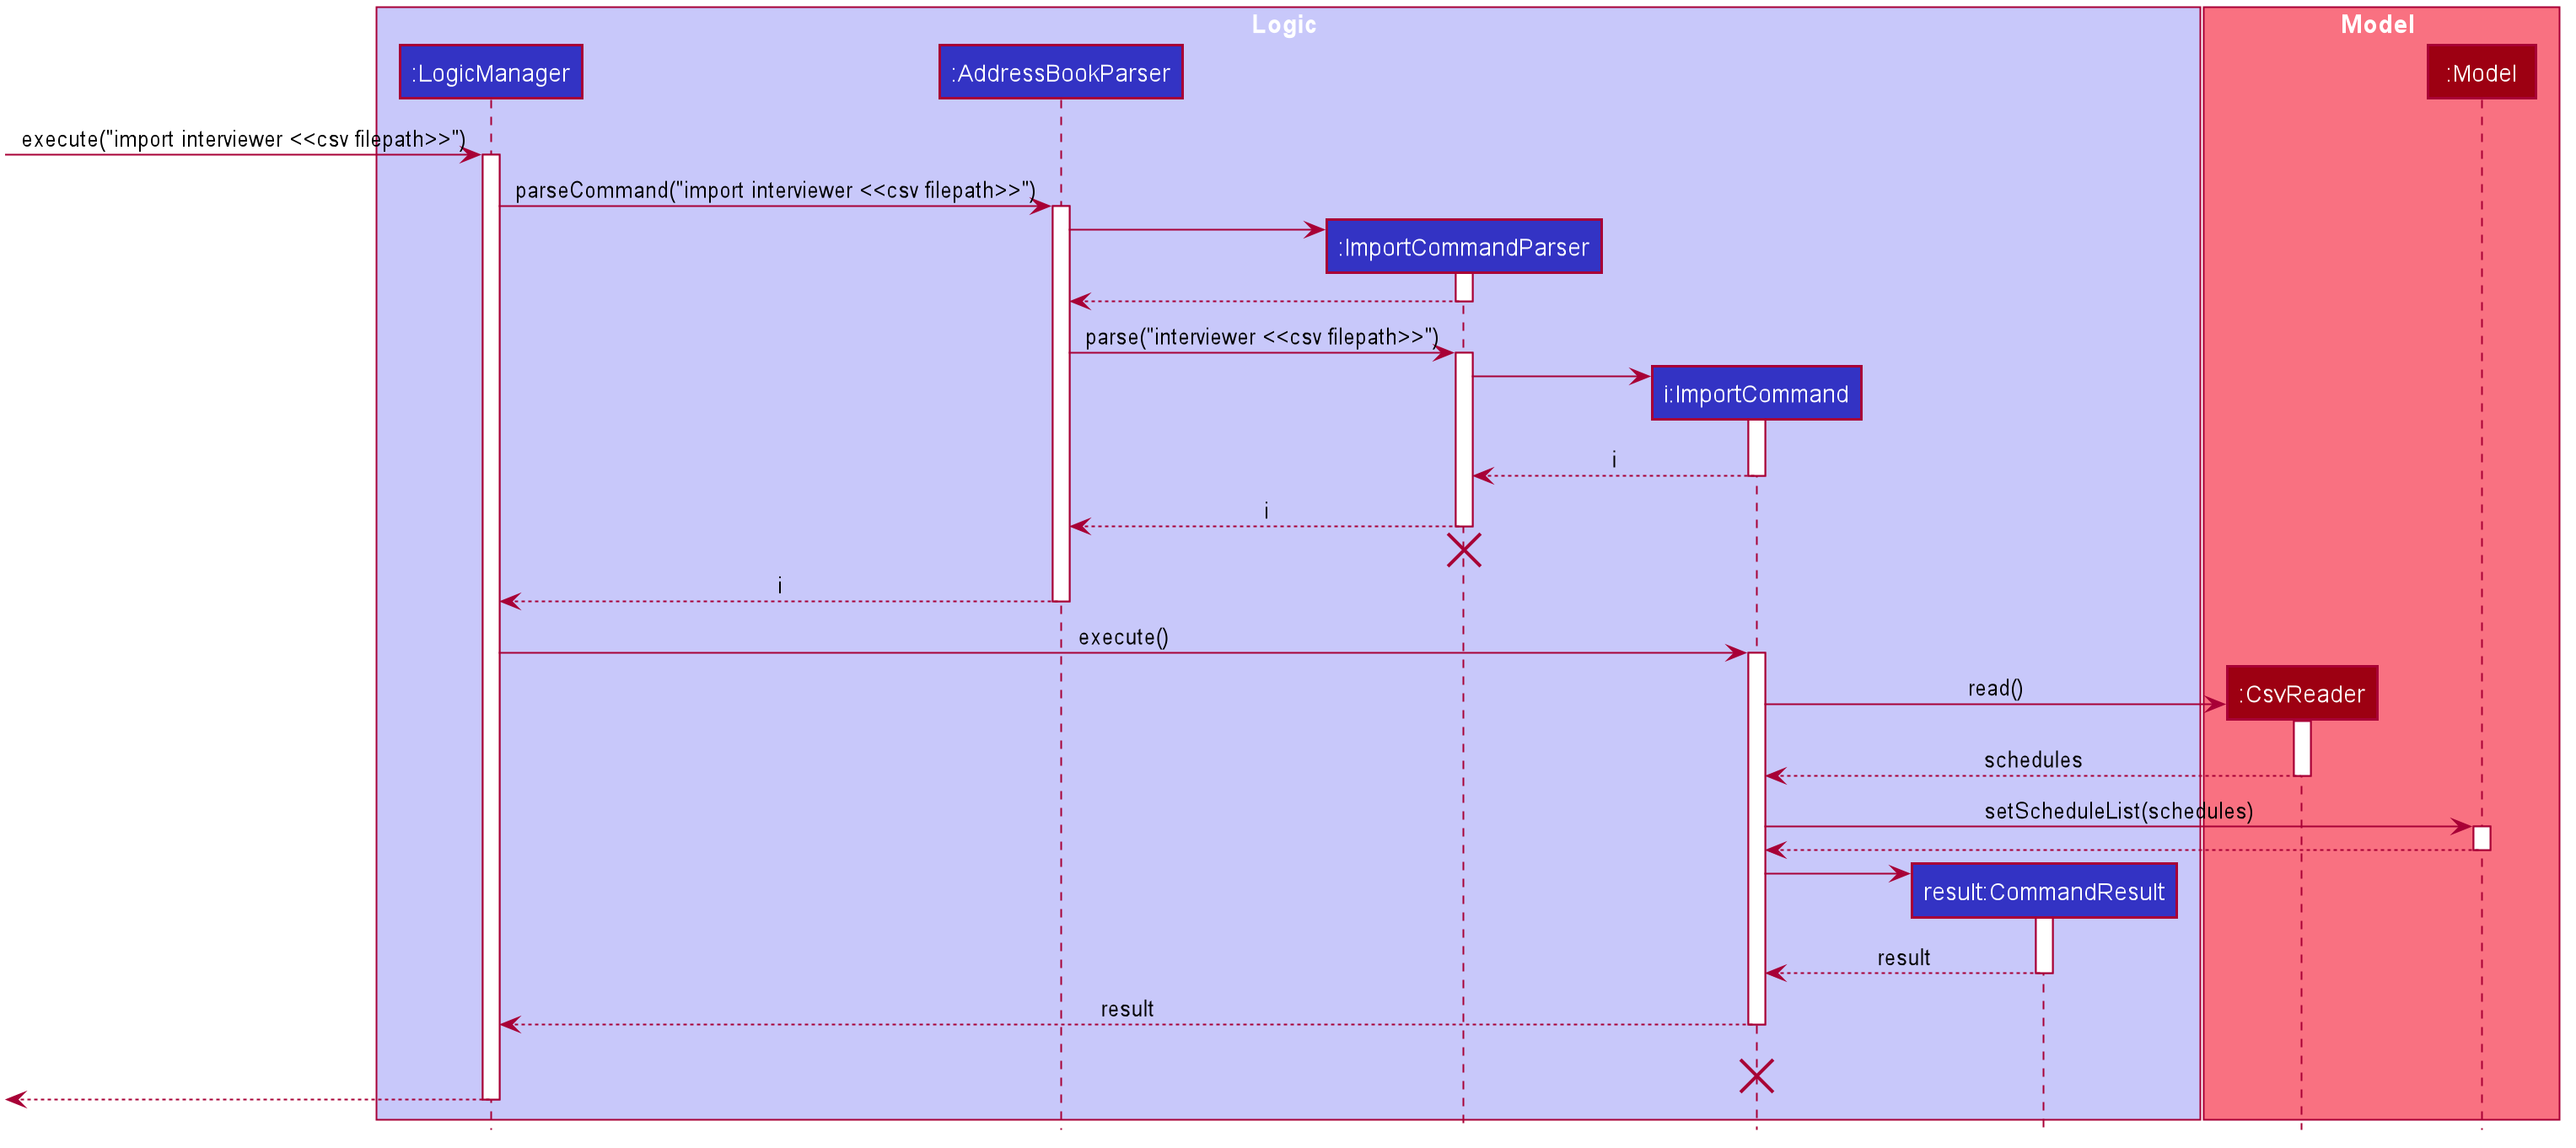 Logic
Model
:LogicManager
:AddressBookParser
:Model
execute("import interviewer <<csv filepath>>")
parseCommand("import interviewer <<csv filepath>>")
:ImportCommandParser
parse("interviewer <<csv filepath>>")
i:ImportCommand
i
i
i
execute()
read()
:CsvReader
schedules
setScheduleList(schedules)
result:CommandResult
result
result